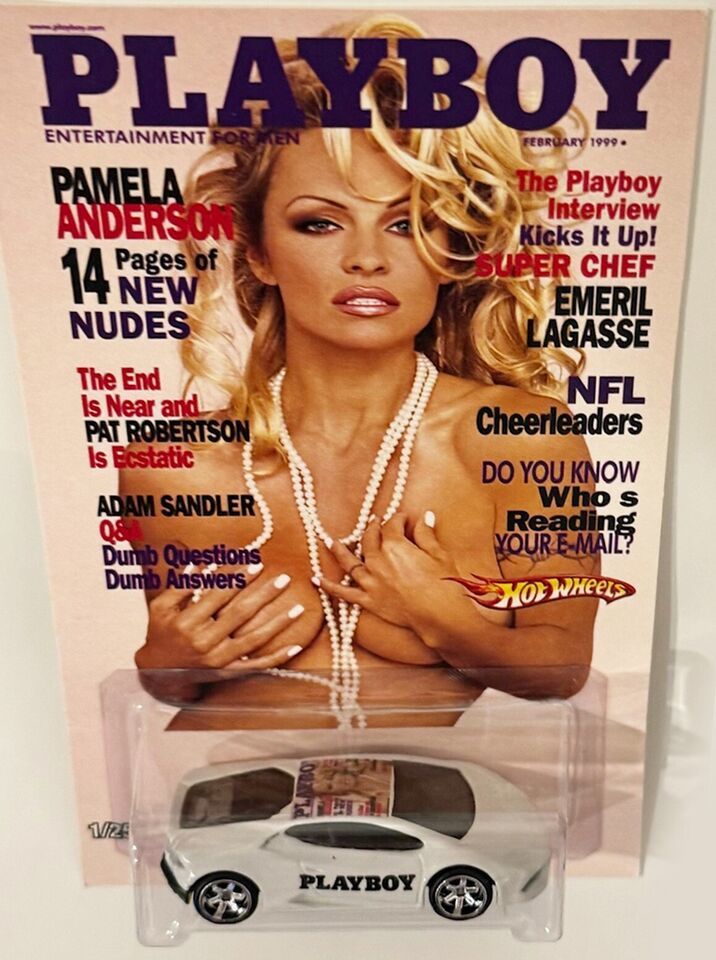 www.playboy.com
PLAYBOY
ENTERTAINMENT FOR MEN
FEBRUARY 1999 •
PAMELA
ANDERSON
14 Pages of
NEW
NUDES
The End
Is Near and
PAT ROBERTSON
Is Ecstatic
ADAM SANDLER
Q&A
Dumb Questions
Dumb Answers
The Playboy
Interview
Kicks It Up!
SUPER CHEF
EMERIL
LAGASSE
NFL
Cheerleaders
DO YOU KNOW
Who s
Reading
YOUR E-MAIL?
HOT WHEELS
1/25
PLAYBOY
PLAYBOY